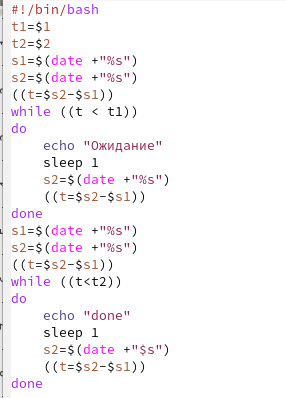 #!/bin/bash
t1=$1
t2=$2
s1=$(date +"%s")
s2=$(date +"%s")
((t=$s2-$s1))
while ((t < t1))
do
    echo "Ожидание"
    sleep 1
    s2=$(date +"%s")
    ((t=$s2-$s1))
done
s1=$(date +"%s")
s2=$(date +"%s")
((t=$s2-$s1))
while ((t<t2))
do
    echo "done"
    sleep 1
    s2=$(date +"$s")
    ((t=$s2-$s1))
done